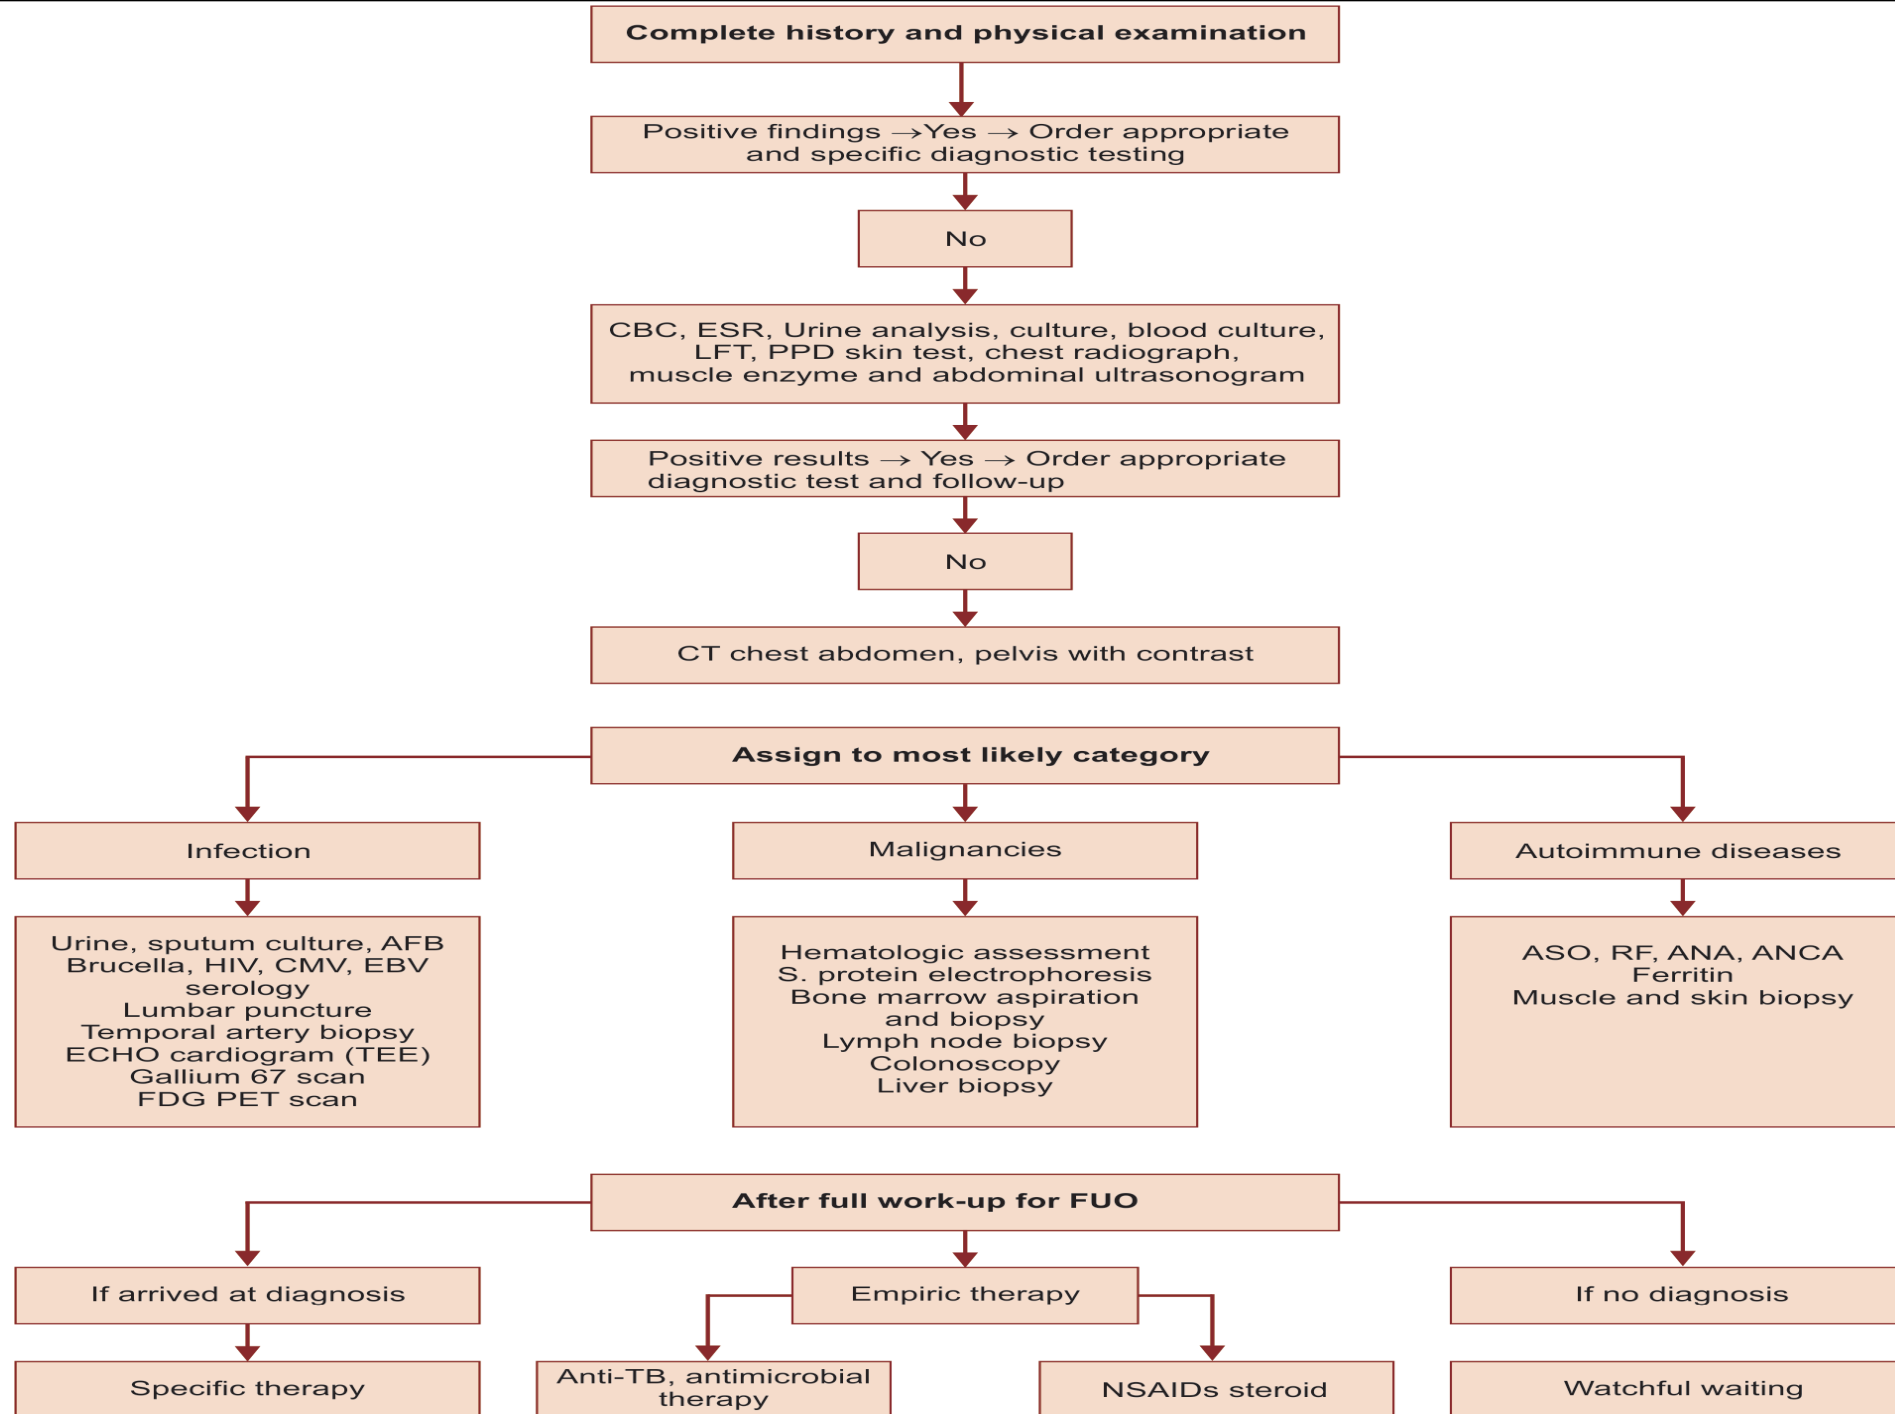 Complete history and physical examination
Positive findings →Yes → Order appropriate
and specific diagnostic testing
No
CBC, ESR, Urine analysis, culture, blood culture,
LFT, PPD skin test, chest radiograph,
muscle enzyme and abdominal ultrasonogram
Positive results → Yes → Order appropriate
diagnostic test and follow-up
No
CT chest abdomen, pelvis with contrast
Assign to most likely category
Infection
Malignancies
Autoimmune diseases
Urine, sputum culture, AFB
Brucella, HIV, CMV, EBV
serology
Lumbar puncture
Temporal artery biopsy
ECHO cardiogram (TEE)
Gallium 67 scan
FDG PET scan
Hematologic assessment
S. protein electrophoresis
Bone marrow aspiration
and biopsy
Lymph node biopsy
Colonoscopy
Liver biopsy
ASO, RF, ANA, ANCA
Ferritin
Muscle and skin biopsy
After full work-up for FUO
If arrived at diagnosis
Empiric therapy
If no diagnosis
Specific therapy
Anti-TB, antimicrobial
therapy
NSAIDs steroid
Watchful waiting